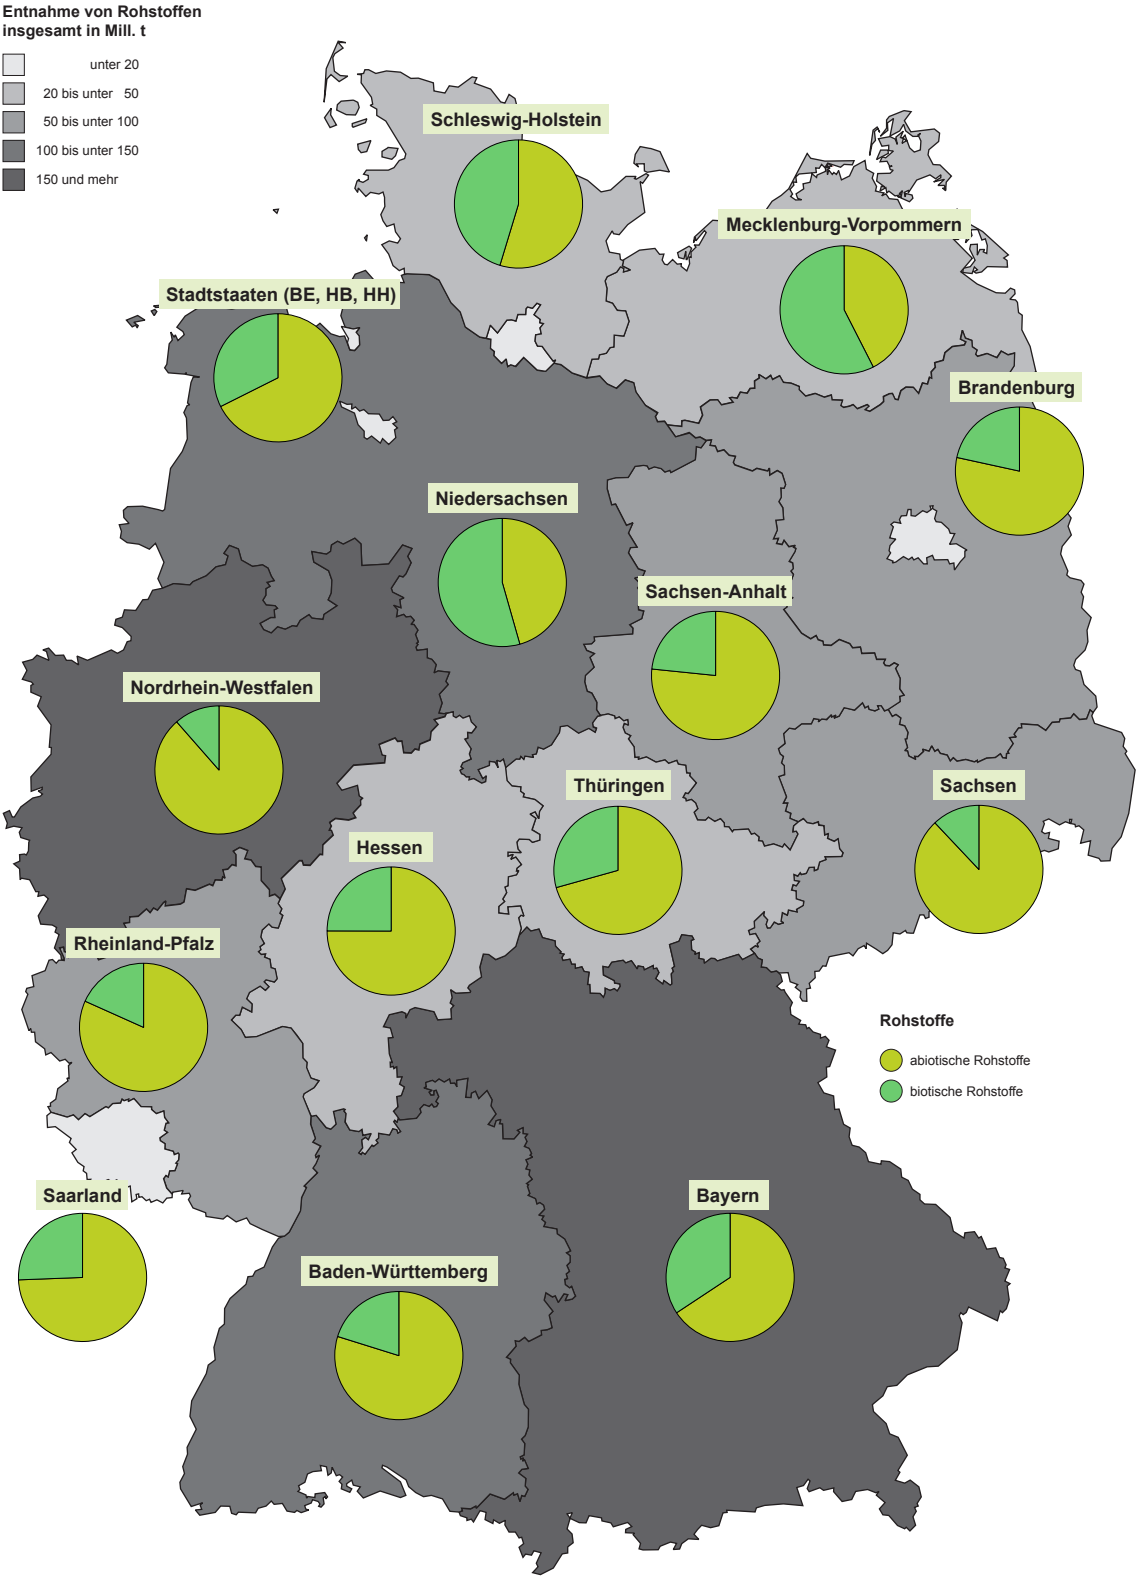 Entnahme von Rohstoffen
insgesamt in Mill. t
unter 20
20 bis unter 50
50 bis unter 100
100 bis unter 150
150 und mehr
Schleswig-Holstein
Mecklenburg-Vorpommern
Stadtstaaten (BE, HB, HH)
Brandenburg
Niedersachsen
Sachsen-Anhalt
Nordrhein-Westfalen
Thüringen
Sachsen
Hessen
Rheinland-Pfalz
Rohstoffe
abiotische Rohstoffe
biotische Rohstoffe
Saarland
Bayern
Baden-Württemberg